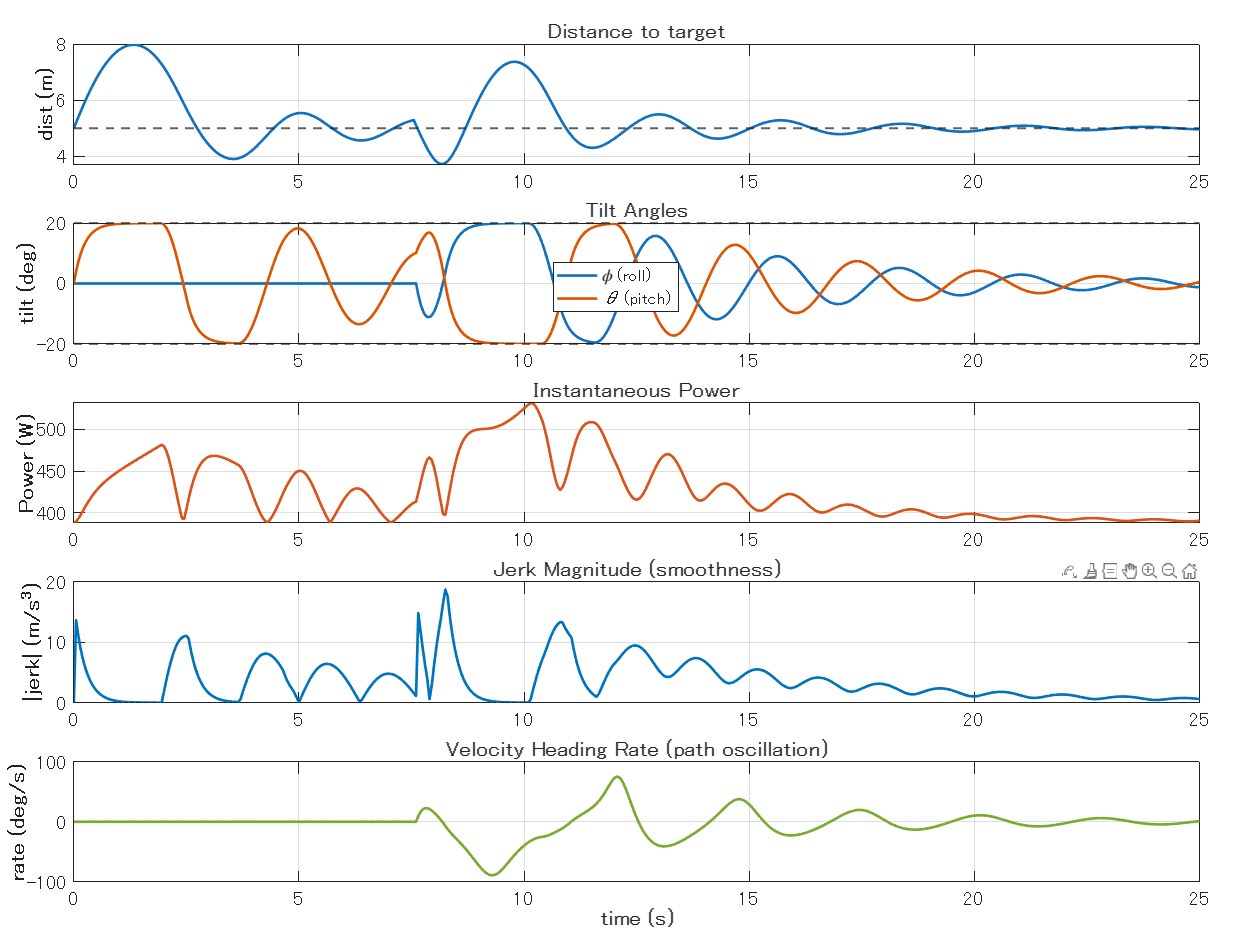 Distance to target
dist (m)
8
6
4
0 5 10 15 20 25
Tilt Angles
tilt (deg)
20
0
−20
ϕ (roll)
θ (pitch)
0 5 10 15 20 25
Instantaneous Power
Power (W)
500
450
400
0 5 10 15 20 25
Jerk Magnitude (smoothness)
|jerk| (m/s³)
20
10
0
0 5 10 15 20 25
Velocity Heading Rate (path oscillation)
rate (deg/s)
100
0
−100
0 5 10 15 20 25
time (s)